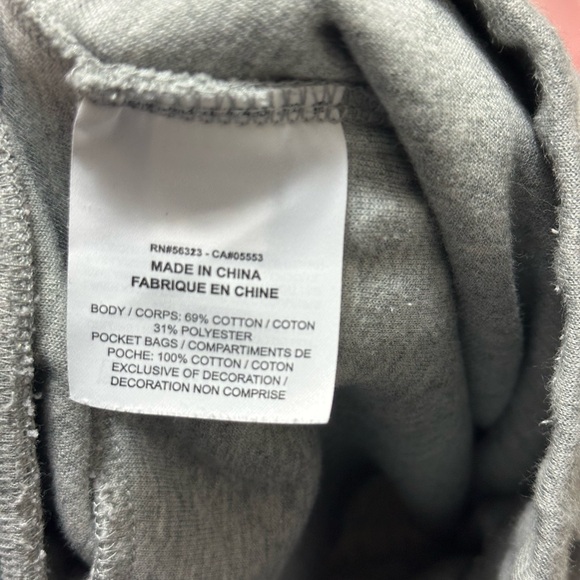 RN#56323 - CA#05553
MADE IN CHINA
FABRIQUE EN CHINE
BODY / CORPS: 69% COTTON / COTON
31% POLYESTER
POCKET BAGS / COMPARTIMENTS DE
POCHE: 100% COTTON / COTON
EXCLUSIVE OF DECORATION /
DECORATION NON COMPRISE